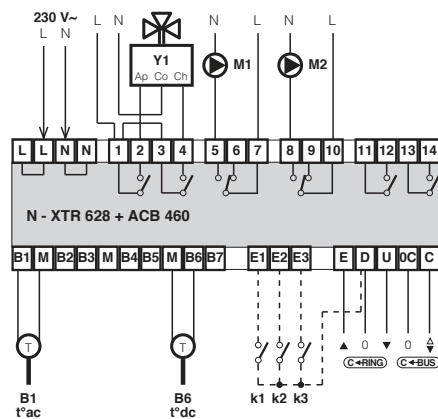 230 V~ L N
L N Y1 N M1 L N M2 L
Ap Co Ch
L L N N 1 2 3 4 5 6 7 8 9 10 11 12 13 14
N - XTR 628 + ACB 460
B1 M B2 B3 M B4 B5 M B6 B7 E1 E2 E3 E D U 0C C
T T ▲ 0 ▼ 0 △▼
C◄RING C◄BUS
B1 B6 k1 k2 k3
t°ac t°dc